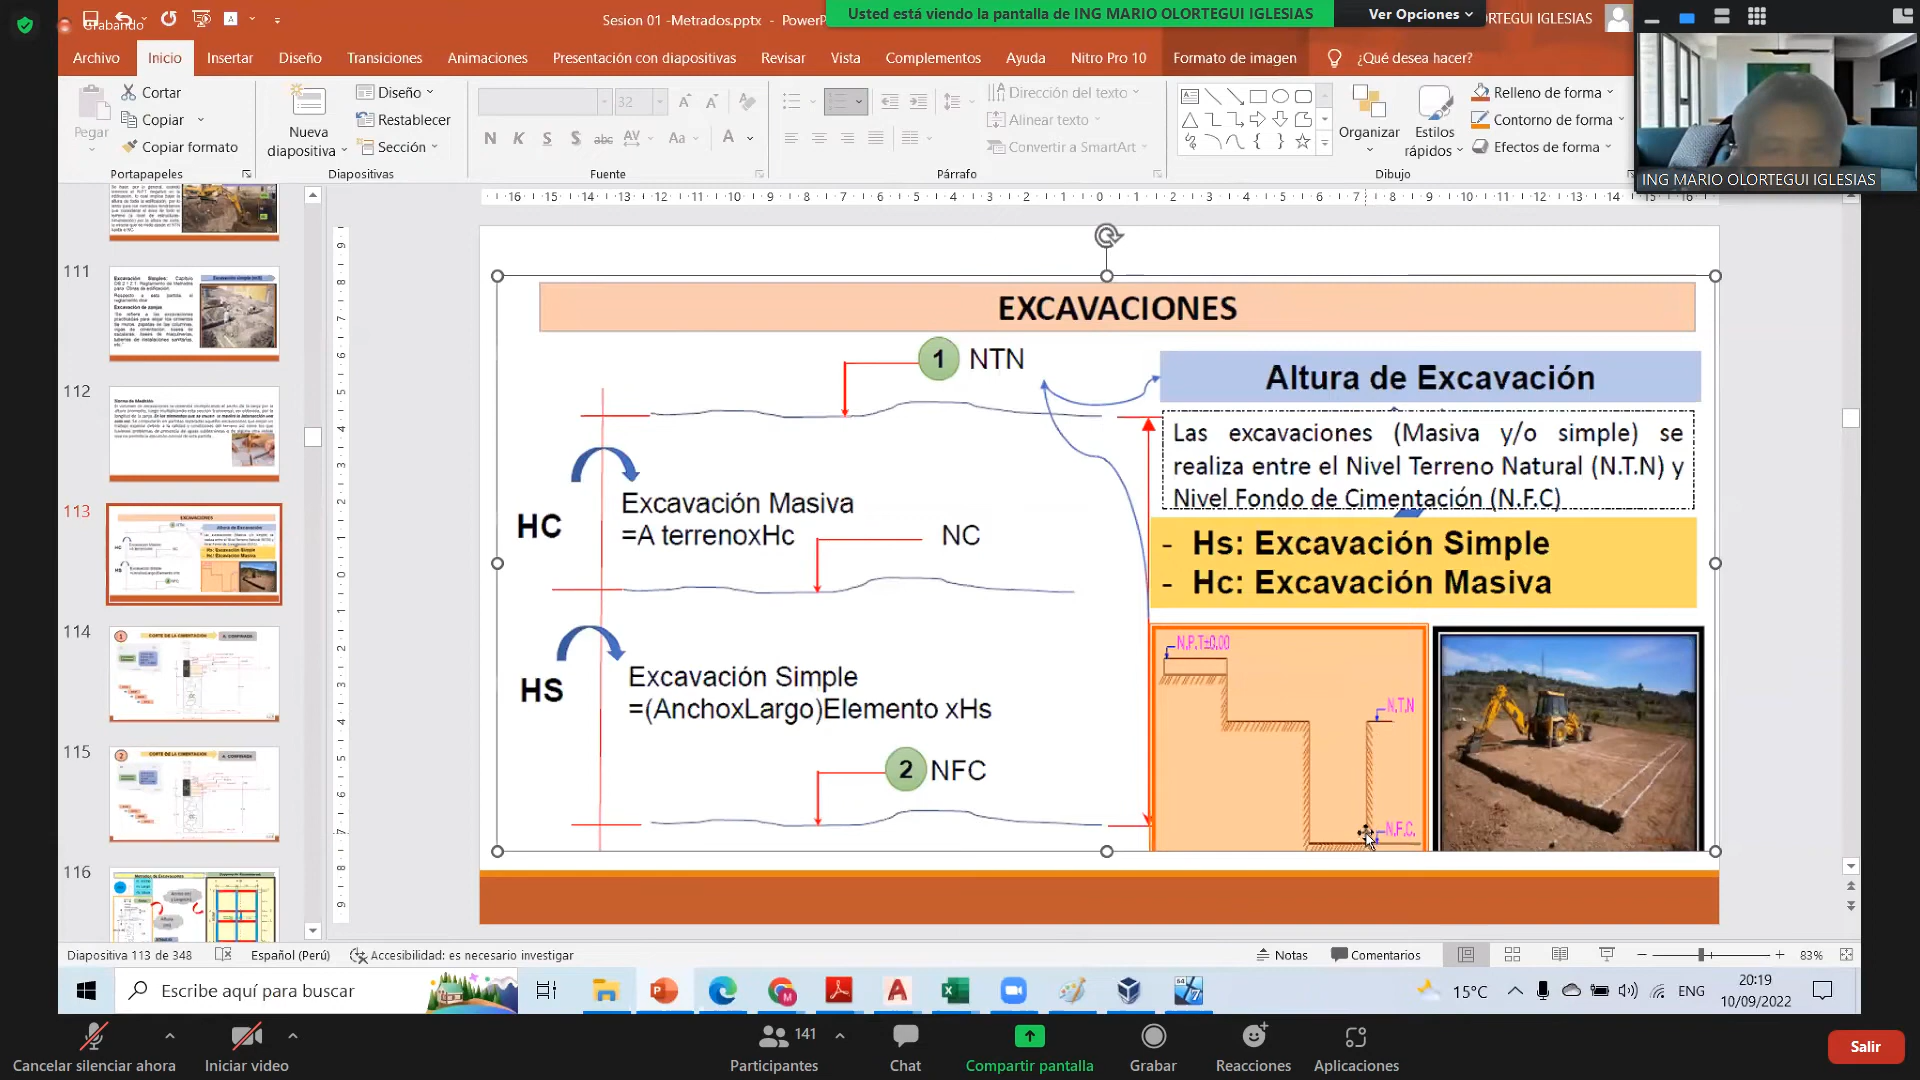 Grabando
Sesion 01 -Metrados.pptx - PowerP
Usted está viendo la pantalla de ING MARIO OLORTEGUI IGLESIAS
Ver Opciones
RTEGUI IGLESIAS
Archivo
Inicio
Insertar
Diseño
Transiciones
Animaciones
Presentación con diapositivas
Revisar
Vista
Complementos
Ayuda
Nitro Pro 10
Formato de imagen
¿Qué desea hacer?
Pegar
Cortar
Copiar
Copiar formato
Portapapeles
Nueva
diapositiva
Diseño
Restablecer
Sección
Diapositivas
32
N K S S abc AV Aa A
Fuente
Dirección del texto
Alinear texto
Convertir a SmartArt
Párrafo
Organizar
Estilos
rápidos
Relleno de forma
Contorno de forma
Efectos de forma
Dibujo
ING MARIO OLORTEGUI IGLESIAS
111
112
113
114
115
116
EXCAVACIONES
1 NTN
Altura de Excavación
Las excavaciones (Masiva y/o simple) se
realiza entre el Nivel Terreno Natural (N.T.N) y
Nivel Fondo de Cimentación (N.F.C)
HC
Excavación Masiva
=A terrenoxHc
NC
- Hs: Excavación Simple
- Hc: Excavación Masiva
HS
Excavación Simple
=(AnchoxLargo)Elemento xHs
2 NFC
N.P.T±0.00
N.T.N
N.F.C.
Diapositiva 113 de 348
Español (Perú)
Accesibilidad: es necesario investigar
Notas
Comentarios
83%
Escribe aquí para buscar
15°C
ENG
20:19
10/09/2022
Cancelar silenciar ahora
Iniciar video
141
Participantes
Chat
Compartir pantalla
Grabar
Reacciones
Aplicaciones
Salir